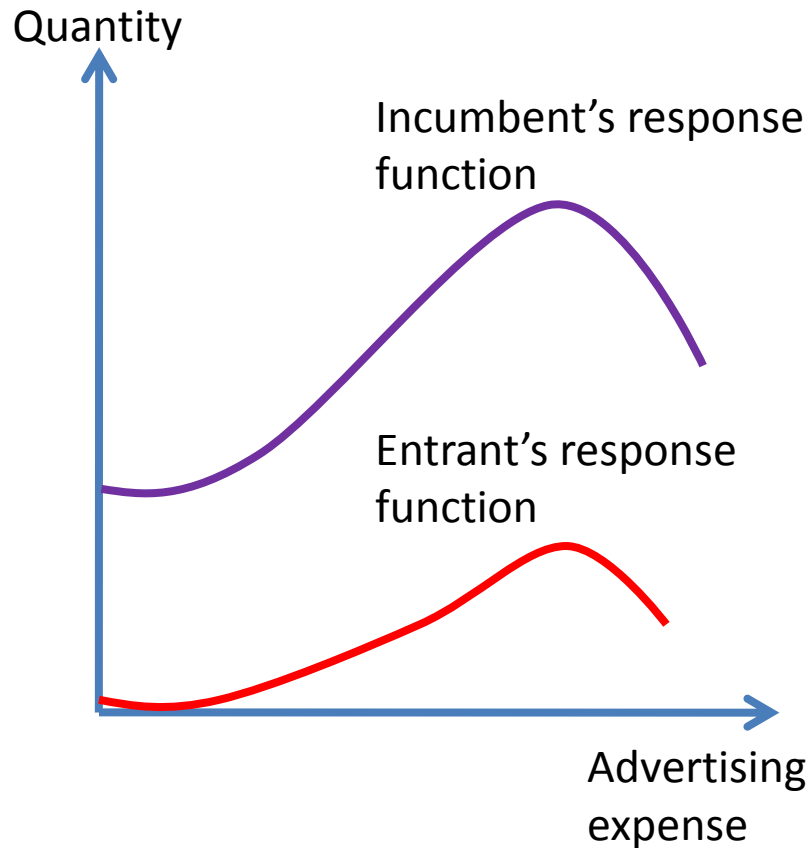 Quantity
Incumbent’s response
function
Entrant’s response
function
Advertising
expense